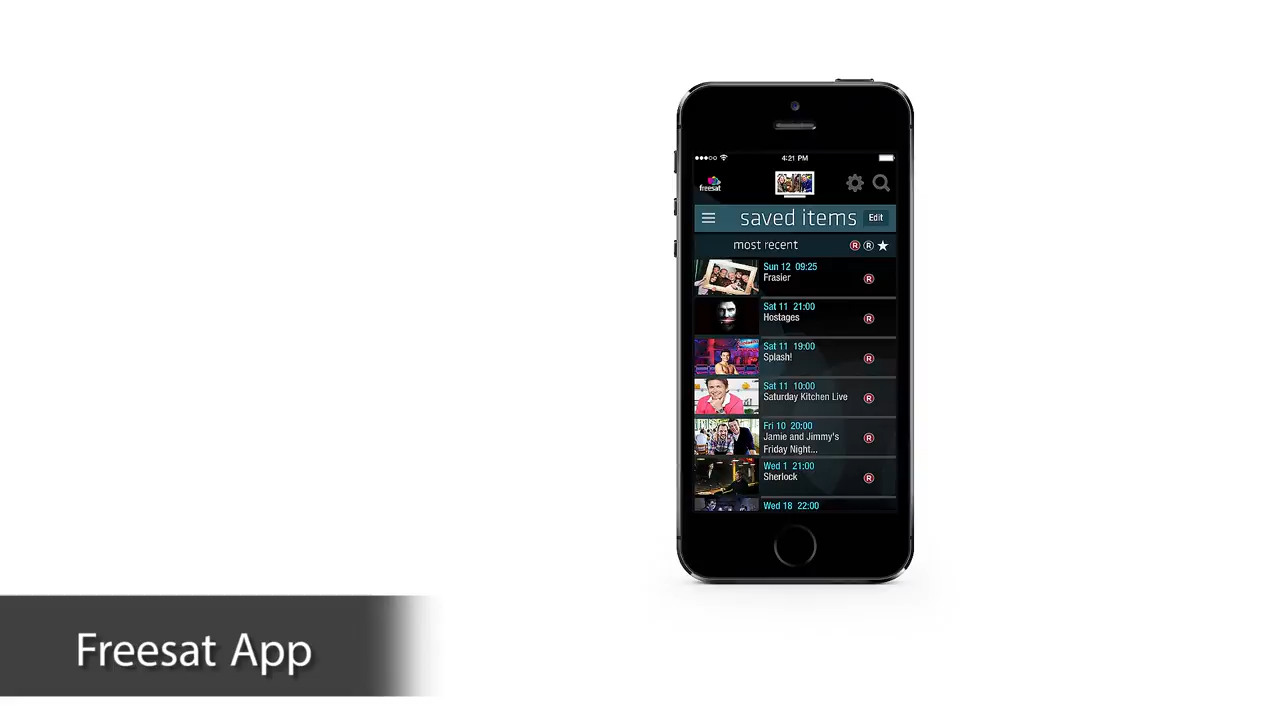 4:21 PM
freesat
saved items
Edit
most recent
R R
Sun 12 09:25
Frasier
R
Sat 11 21:00
Hostages
R
Sat 11 19:00
Splash!
R
Sat 11 10:00
Saturday Kitchen Live
R
Fri 10 20:00
Jamie and Jimmy's
Friday Night...
R
Wed 1 21:00
Sherlock
R
Wed 18 22:00
Freesat App